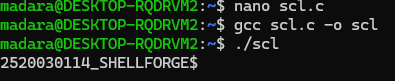 madara@DESKTOP-RQDRVM2:~$ nano scl.c
madara@DESKTOP-RQDRVM2:~$ gcc scl.c -o scl
madara@DESKTOP-RQDRVM2:~$ ./scl
2520030114_SHELLFORGE$